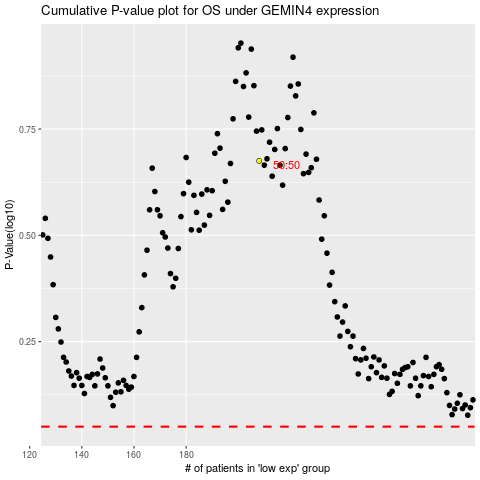 Cumulative P-value plot for OS under GEMIN4 expression
P-Value(log10)
0.75
0.50
0.25
50:50
120
140
160
180
# of patients in 'low exp' group